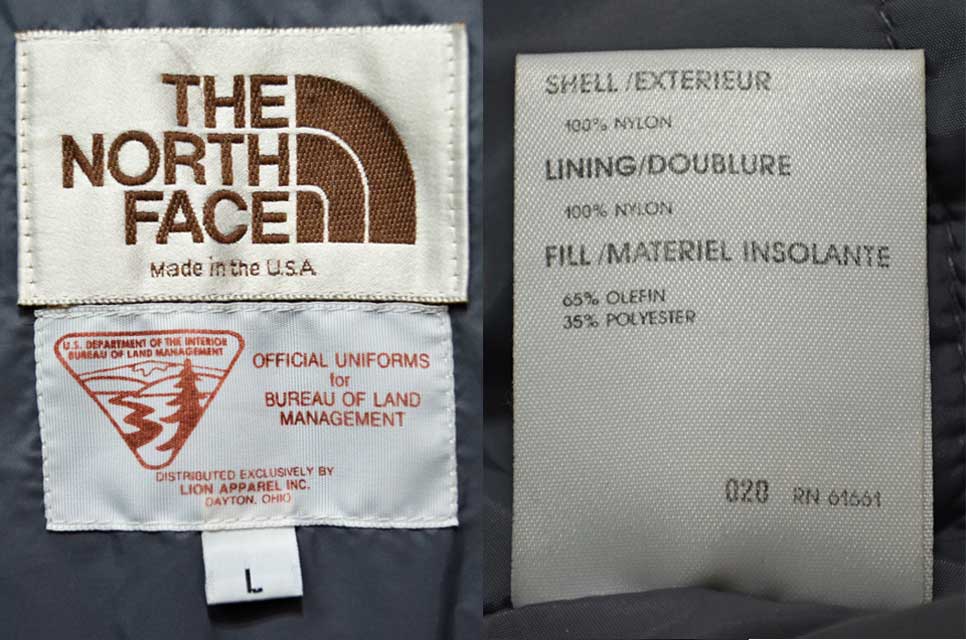 THE
NORTH
FACE
Made in the U.S.A
U.S. DEPARTMENT OF THE INTERIOR
BUREAU OF LAND MANAGEMENT
OFFICIAL UNIFORMS
for
BUREAU OF LAND
MANAGEMENT
DISTRIBUTED EXCLUSIVELY BY
LION APPAREL INC.
DAYTON, OHIO
L
SHELL /EXTERIEUR
100% NYLON
LINING/DOUBLURE
100% NYLON
FILL /MATERIEL INSOLANTE
65% OLEFIN
35% POLYESTER
020 RN 61661